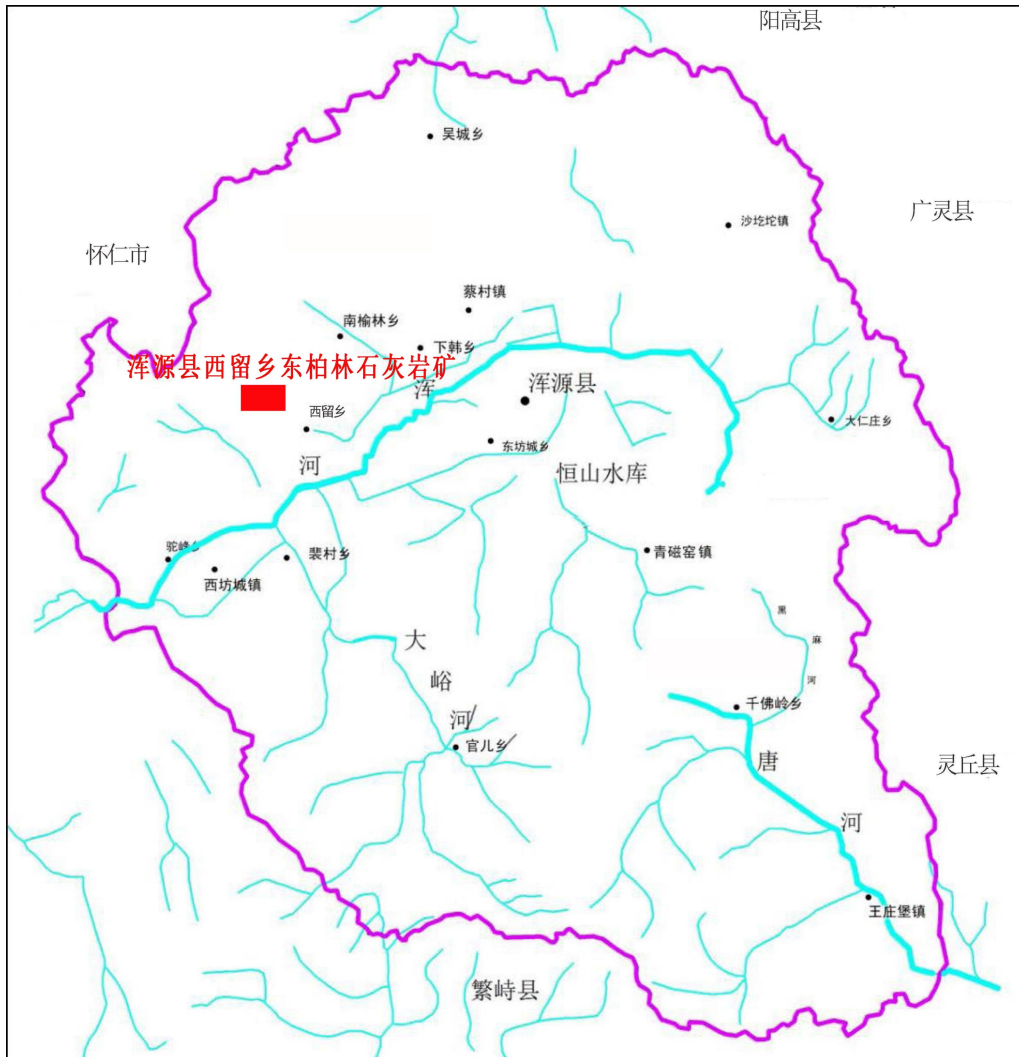 阳高县
吴城乡
广灵县
沙圪坨镇
怀仁市
蔡村镇
南榆林乡
下韩乡
浑源县西留乡东柏林石灰岩矿
浑
浑源县
西留乡
大仁庄乡
东坊城乡
河
恒山水库
驼峰乡
裴村乡
青磁窑镇
西坊城镇
黑
麻
河
大
峪
河
千佛岭乡
官儿乡
唐
灵丘县
河
王庄堡镇
繁峙县